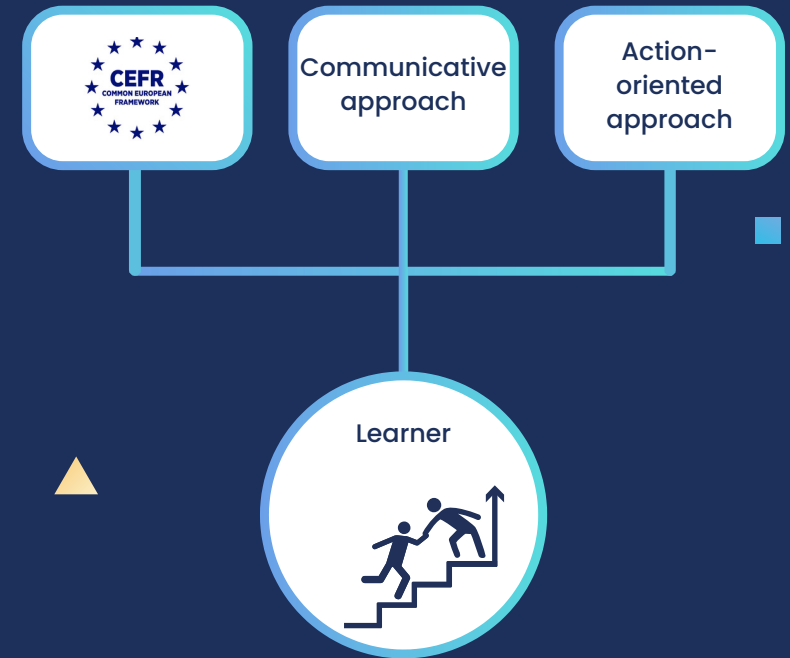 CEFR
COMMON EUROPEAN
FRAMEWORK
Communicative
approach
Action-
oriented
approach
Learner